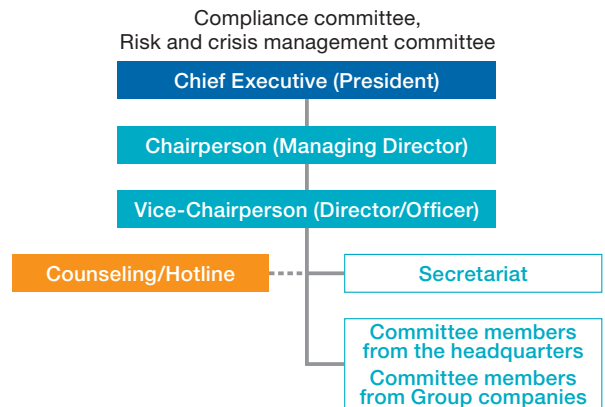 Compliance committee,
Risk and crisis management committee
Chief Executive (President)
Chairperson (Managing Director)
Vice-Chairperson (Director/Officer)
Counseling/Hotline
Secretariat
Committee members
from the headquarters
Committee members
from Group companies